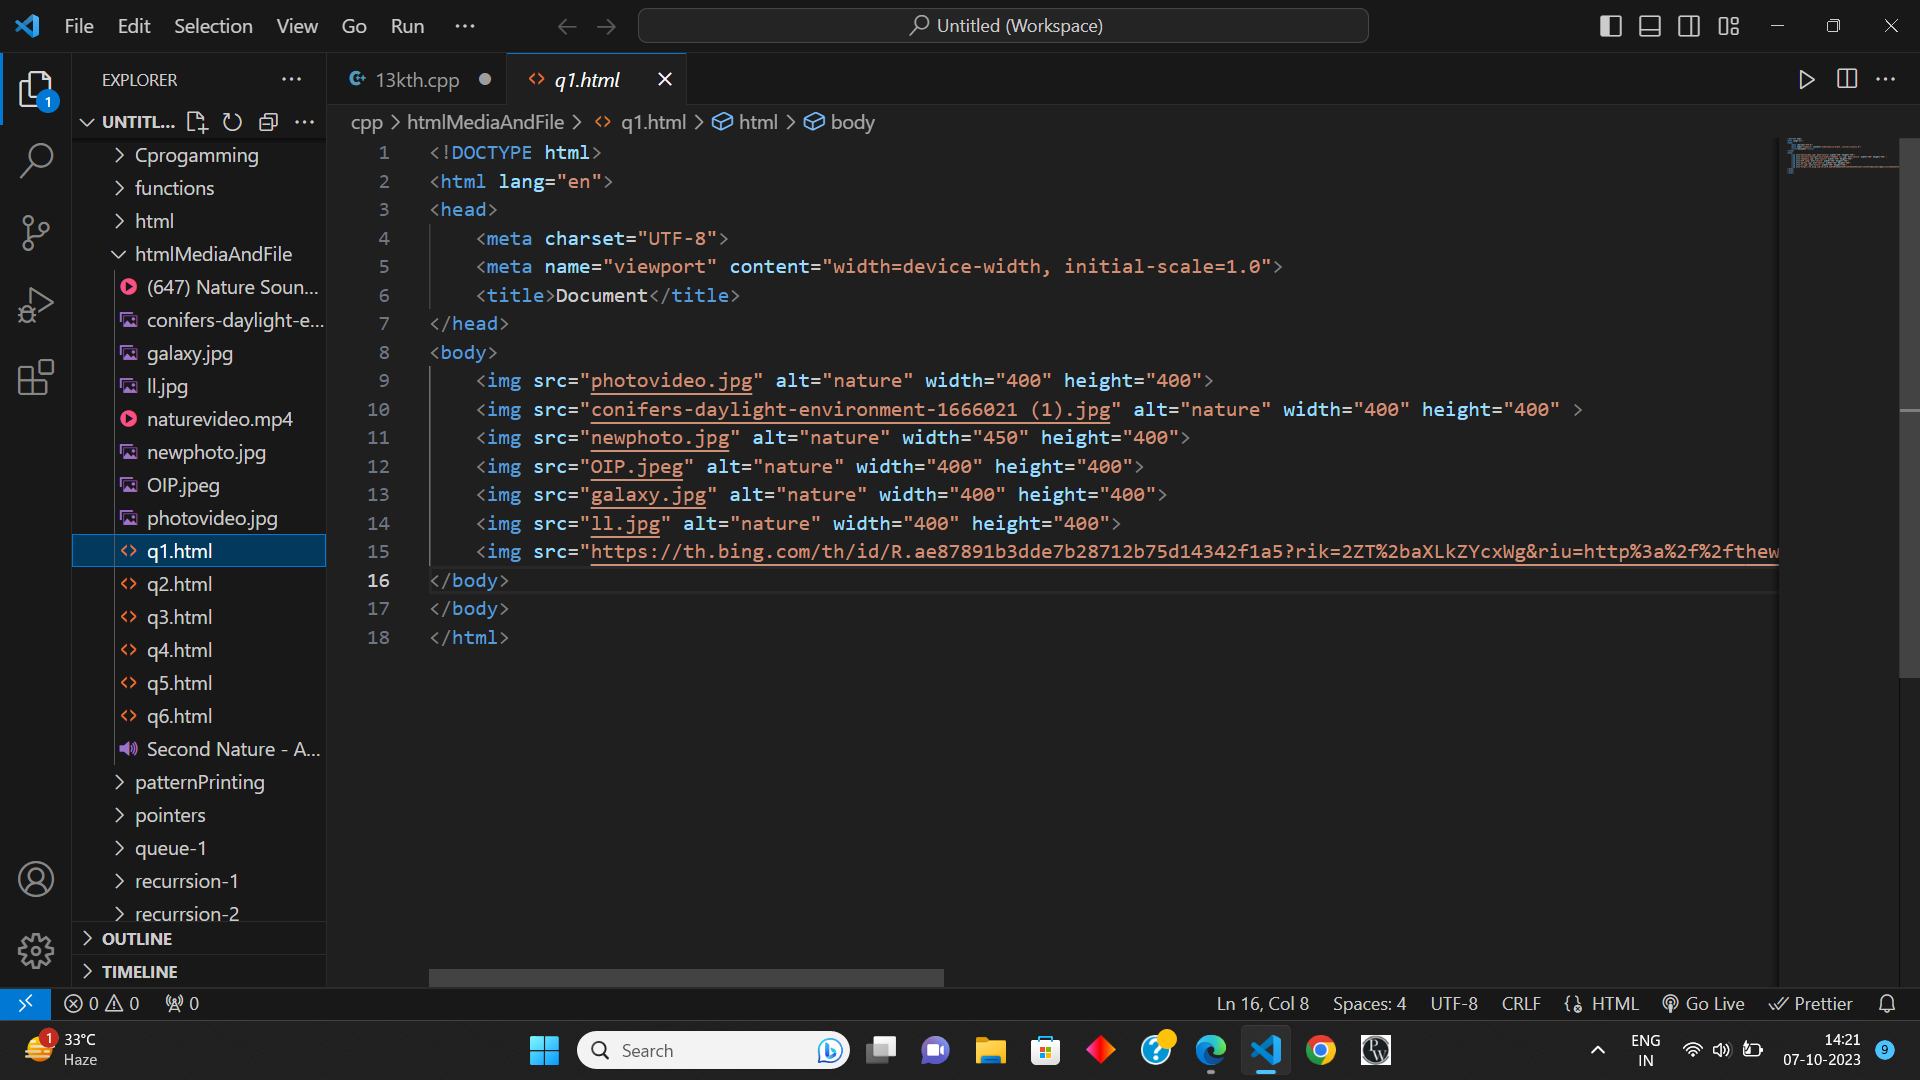 File Edit Selection View Go Run ···
Untitled (Workspace)
EXPLORER
13kth.cpp
q1.html
UNTITL...
cpp > htmlMediaAndFile > q1.html > html > body
Cprogamming
functions
html
htmlMediaAndFile
(647) Nature Soun...
conifers-daylight-e...
galaxy.jpg
ll.jpg
naturevideo.mp4
newphoto.jpg
OIP.jpeg
photovideo.jpg
q1.html
q2.html
q3.html
q4.html
q5.html
q6.html
Second Nature - A...
patternPrinting
pointers
queue-1
recurrsion-1
recurrsion-2
OUTLINE
TIMELINE
1 <!DOCTYPE html>
2 <html lang="en">
3 <head>
4 <meta charset="UTF-8">
5 <meta name="viewport" content="width=device-width, initial-scale=1.0">
6 <title>Document</title>
7 </head>
8 <body>
9 <img src="photovideo.jpg" alt="nature" width="400" height="400">
10 <img src="conifers-daylight-environment-1666021 (1).jpg" alt="nature" width="400" height="400" >
11 <img src="newphoto.jpg" alt="nature" width="450" height="400">
12 <img src="OIP.jpeg" alt="nature" width="400" height="400">
13 <img src="galaxy.jpg" alt="nature" width="400" height="400">
14 <img src="ll.jpg" alt="nature" width="400" height="400">
15 <img src="https://th.bing.com/th/id/R.ae87891b3dde7b28712b75d14342f1a5?rik=2ZT%2baXLkZYcxWg&riu=http%3a%2f%2fthew
16 </body>
17 </body>
18 </html>
1
0 0 0
Ln 16, Col 8 Spaces: 4 UTF-8 CRLF HTML Go Live Prettier
1
33°C
Haze
Search
PW
ENG
IN
14:21
07-10-2023
9